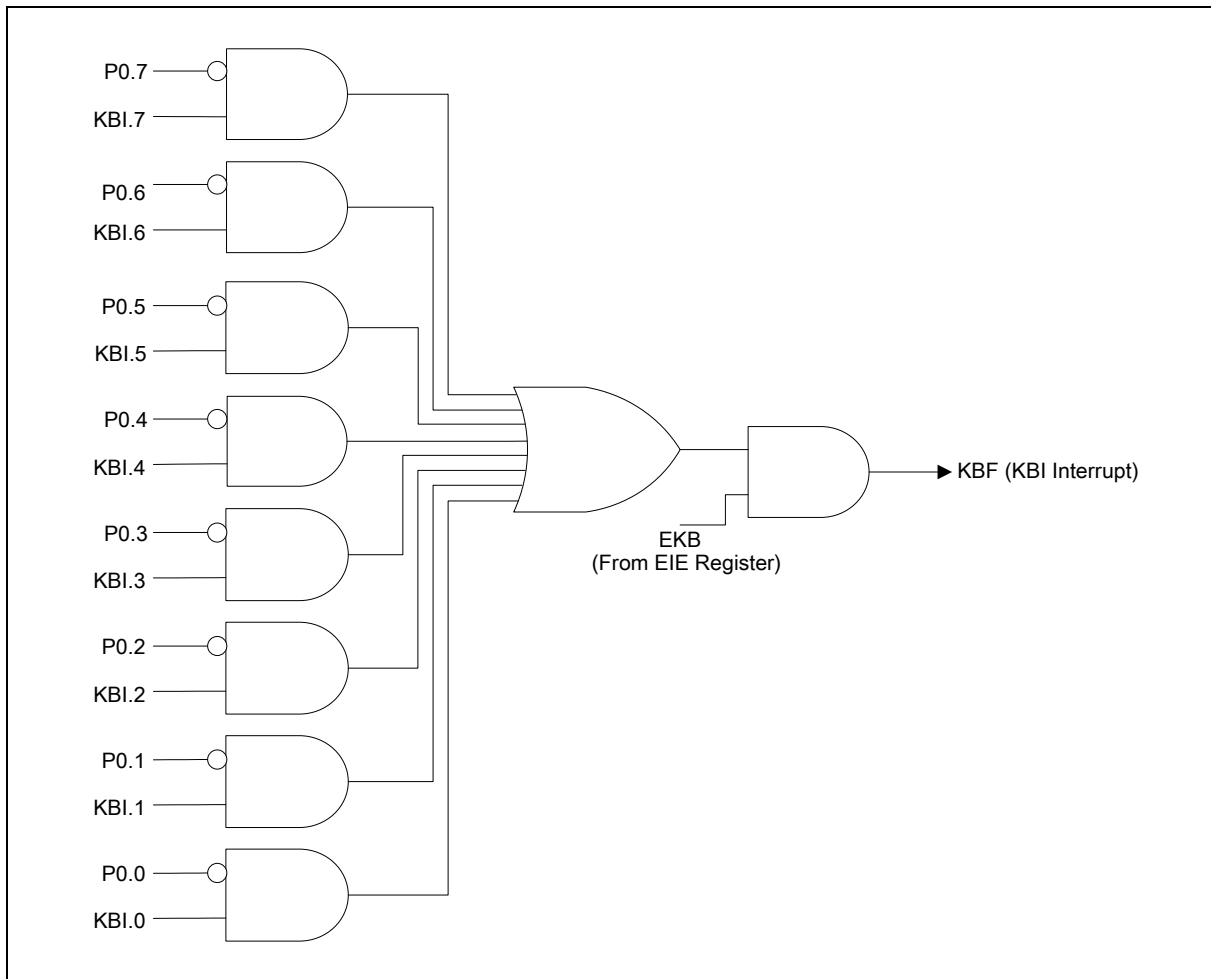 P0.7
KBI.7
P0.6
KBI.6
P0.5
KBI.5
P0.4
KBI.4
P0.3
KBI.3
P0.2
KBI.2
P0.1
KBI.1
P0.0
KBI.0
EKB
(From EIE Register)
KBF (KBI Interrupt)